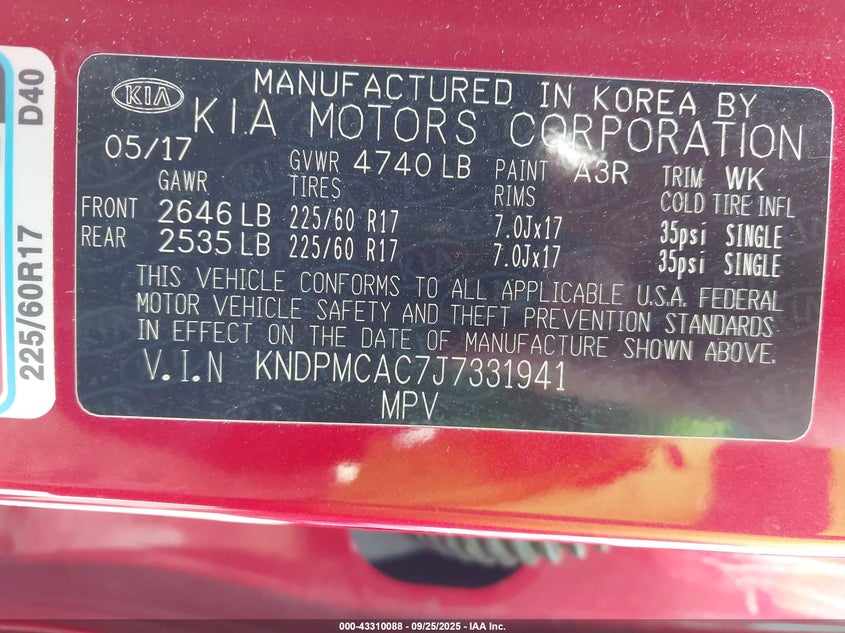 KIA
MANUFACTURED IN KOREA BY
KIA MOTORS CORPORATION
05/17 GVWR 4740 LB PAINT A3R TRIM WK
GAWR TIRES RIMS COLD TIRE INFL
FRONT 2646 LB 225/60 R17 7.0Jx17 35psi SINGLE
REAR 2535 LB 225/60 R17 7.0Jx17 35psi SINGLE
THIS VEHICLE CONFORMS TO ALL APPLICABLE U.S.A. FEDERAL
MOTOR VEHICLE SAFETY AND THEFT PREVENTION STANDARDS
IN EFFECT ON THE DATE OF MANUFACTURE SHOWN ABOVE.
V.I.N KNDPMCAC7J7331941
MPV
225/60R17 D40
000-43310088 - 09/25/2025 - IAA Inc.